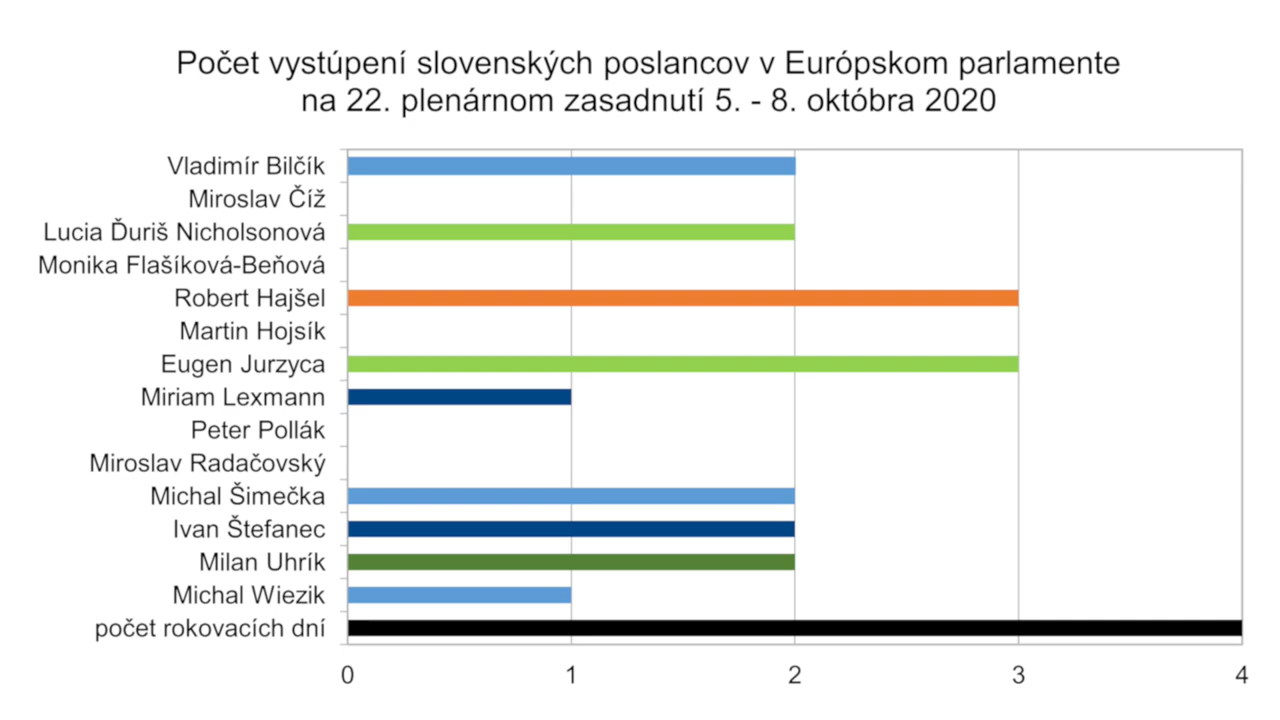 Počet vystúpení slovenských poslancov v Európskom parlamente
na 22. plenárnom zasadnutí 5. - 8. októbra 2020
Vladimír Bilčík
Miroslav Číž
Lucia Ďuriš Nicholsonová
Monika Flašíková-Beňová
Robert Hajšel
Martin Hojsík
Eugen Jurzyca
Miriam Lexmann
Peter Pollák
Miroslav Radačovský
Michal Šimečka
Ivan Štefanec
Milan Uhrík
Michal Wiezik
počet rokovacích dní
0 1 2 3 4